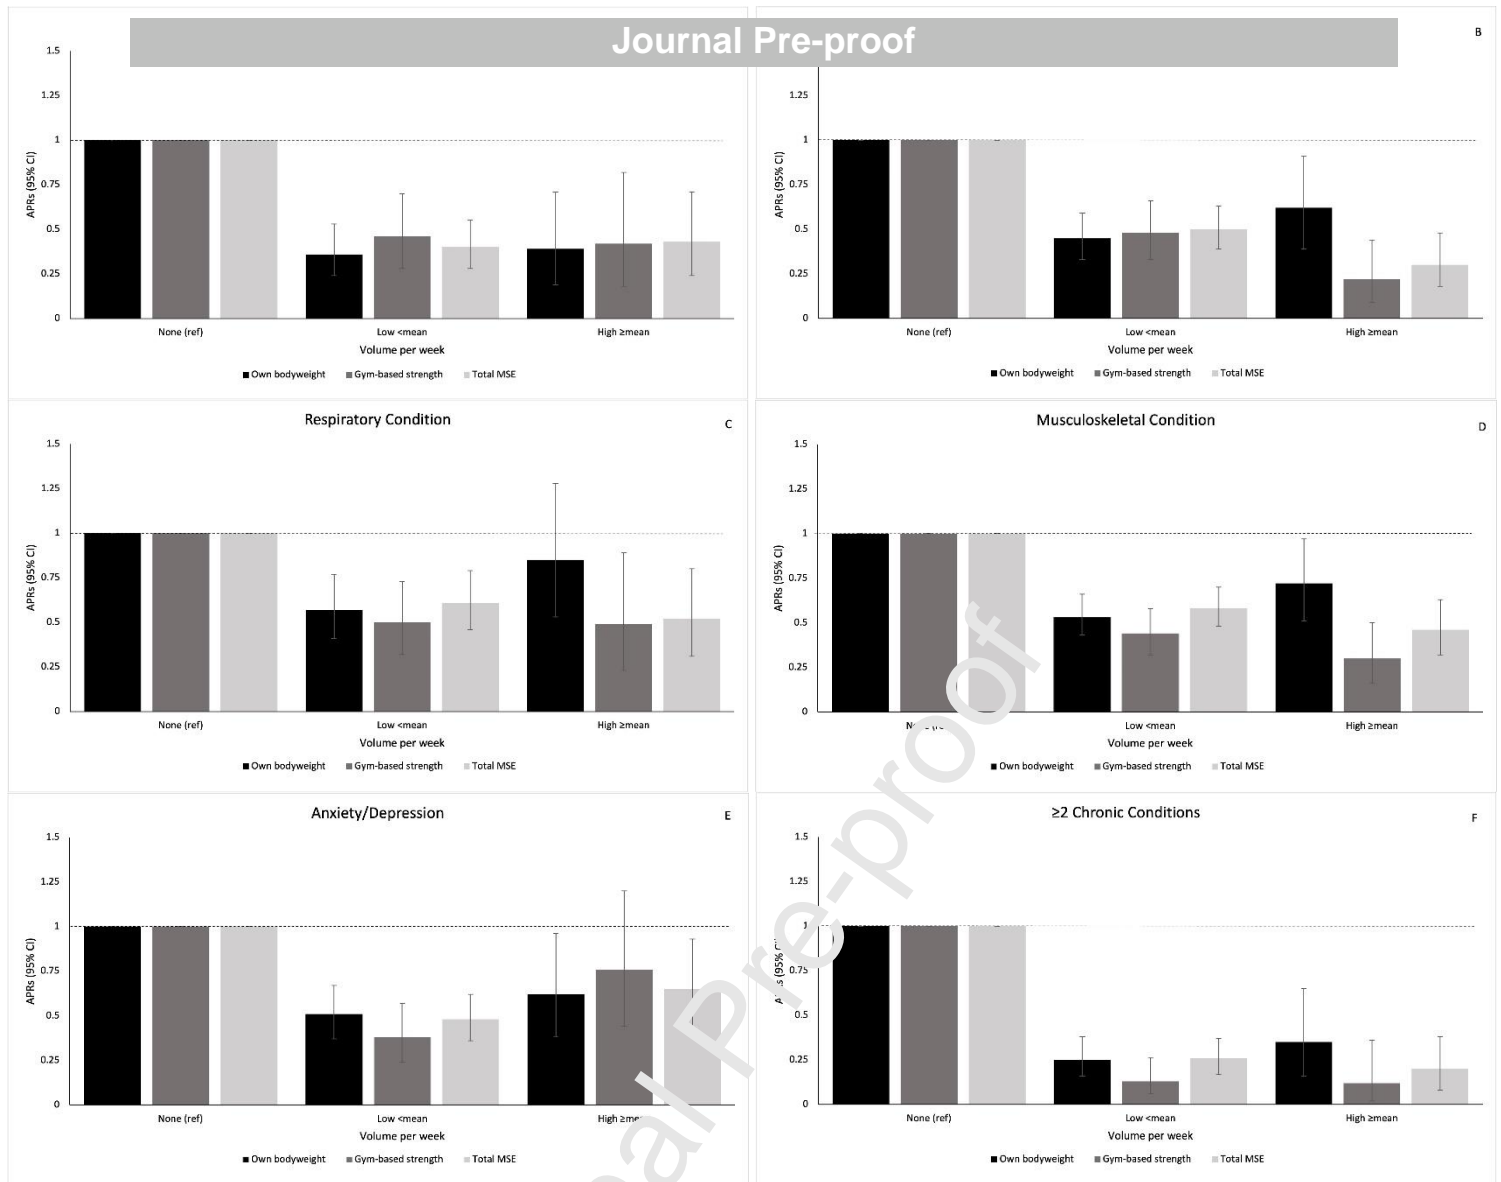 Journal Pre-proof
B
1.5
1.25
1
0.75
0.5
0.25
0
APRs (95% CI)
None (ref) Low <mean High ≥mean
Volume per week
Own bodyweight Gym-based strength Total MSE
1.25
1
0.75
0.5
0.25
0
APRs (95% CI)
None (ref) Low <mean High ≥mean
Volume per week
Own bodyweight Gym-based strength Total MSE
Respiratory Condition
C
1.5
1.25
1
0.75
0.5
0.25
0
APRs (95% CI)
None (ref) Low <mean High ≥mean
Volume per week
Own bodyweight Gym-based strength Total MSE
Musculoskeletal Condition
D
1.5
1.25
1
0.75
0.5
0.25
0
APRs (95% CI)
Low <mean High ≥mean
Volume per week
Own bodyweight Gym-based strength Total MSE
Anxiety/Depression
E
1.5
1.25
1
0.75
0.5
0.25
0
APRs (95% CI)
None (ref) Low <mean High
Volume per week
Own bodyweight Gym-based strength Total MSE
≥2 Chronic Conditions
F
1.5
1.25
1
0.75
0.5
0.25
0
(95%
None (ref) Low <mean High ≥mean
Volume per week
Own bodyweight Gym-based strength Total MSE
al Pre-proof